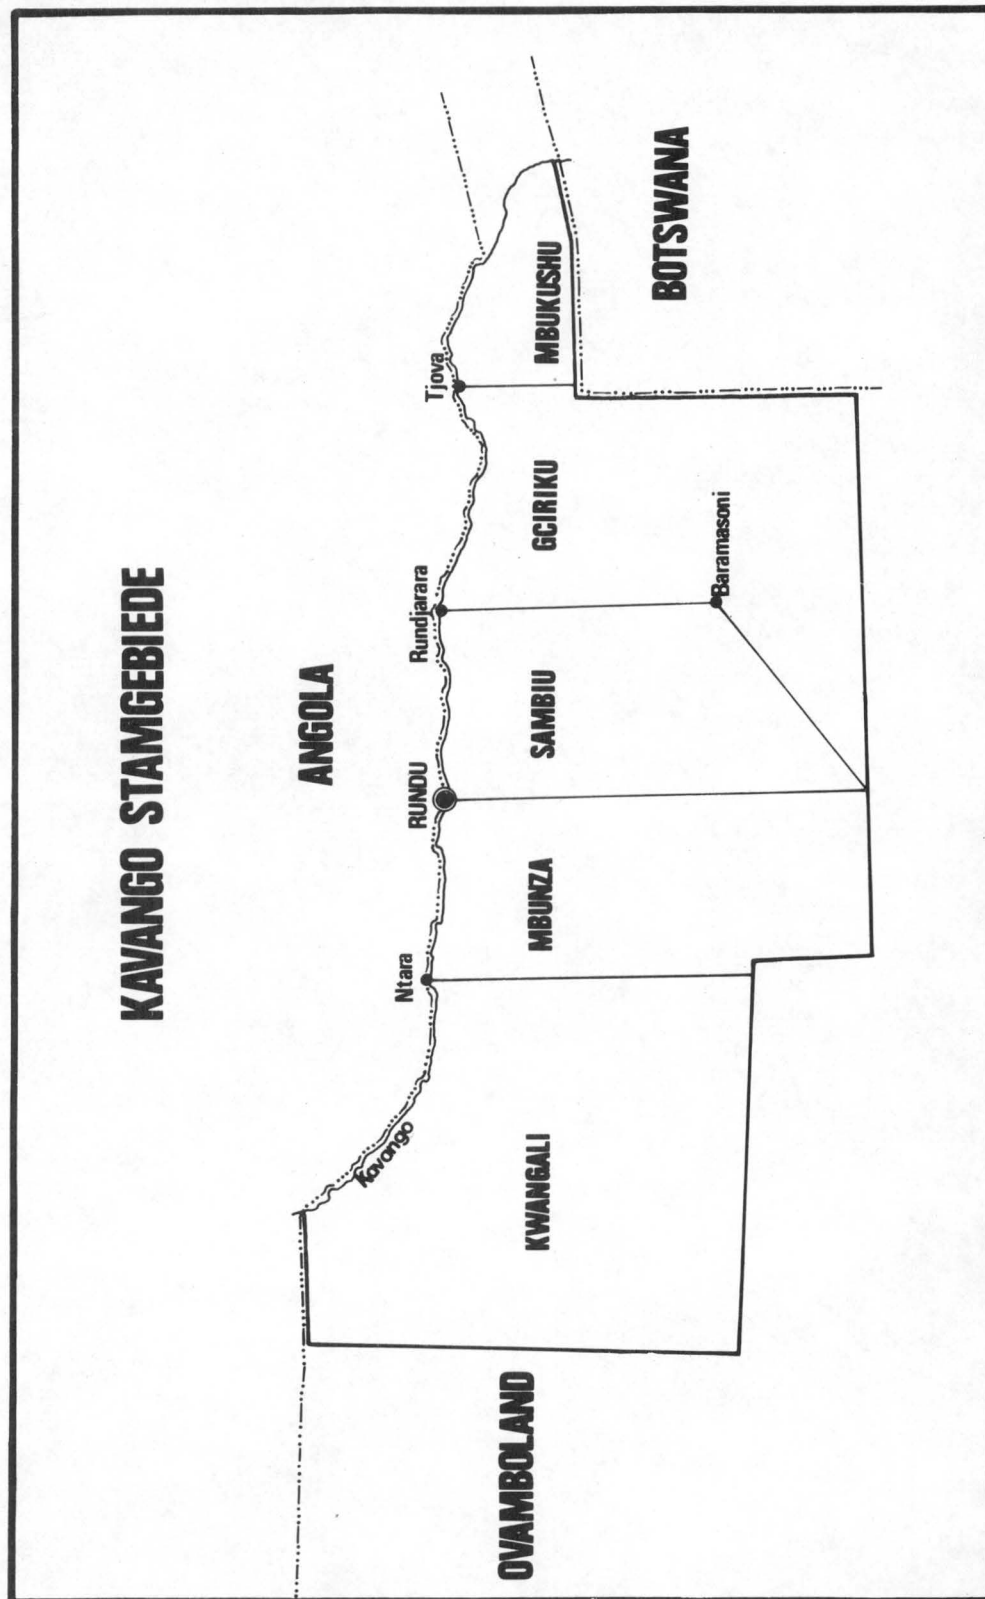 KAVANGO STAMGEBIEDE
ANGOLA
Kavango
Ntara
RUNDU
Rundjarara
Tjova
KWANGALI
MBUNZA
SAMBIU
GCIRIKU
MBUKUSHU
Baramasoni
OVAMBOLAND
BOTSWANA